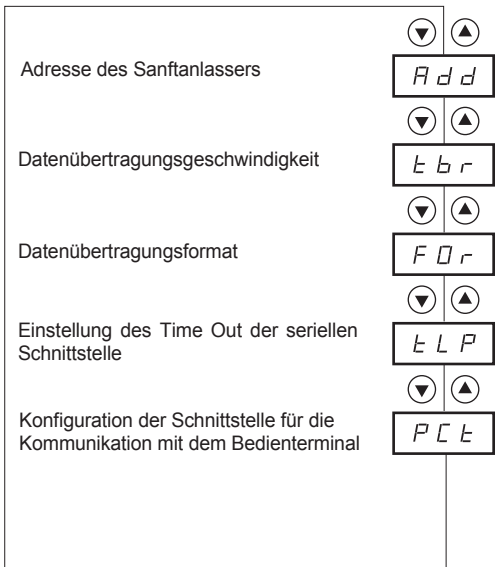 Adresse des Sanftanlassers
Add
Datenübertragungsgeschwindigkeit
tbr
Datenübertragungsformat
FOr
Einstellung des Time Out der seriellen
Schnittstelle
tLP
Konfiguration der Schnittstelle für die
Kommunikation mit dem Bedienterminal
PCt